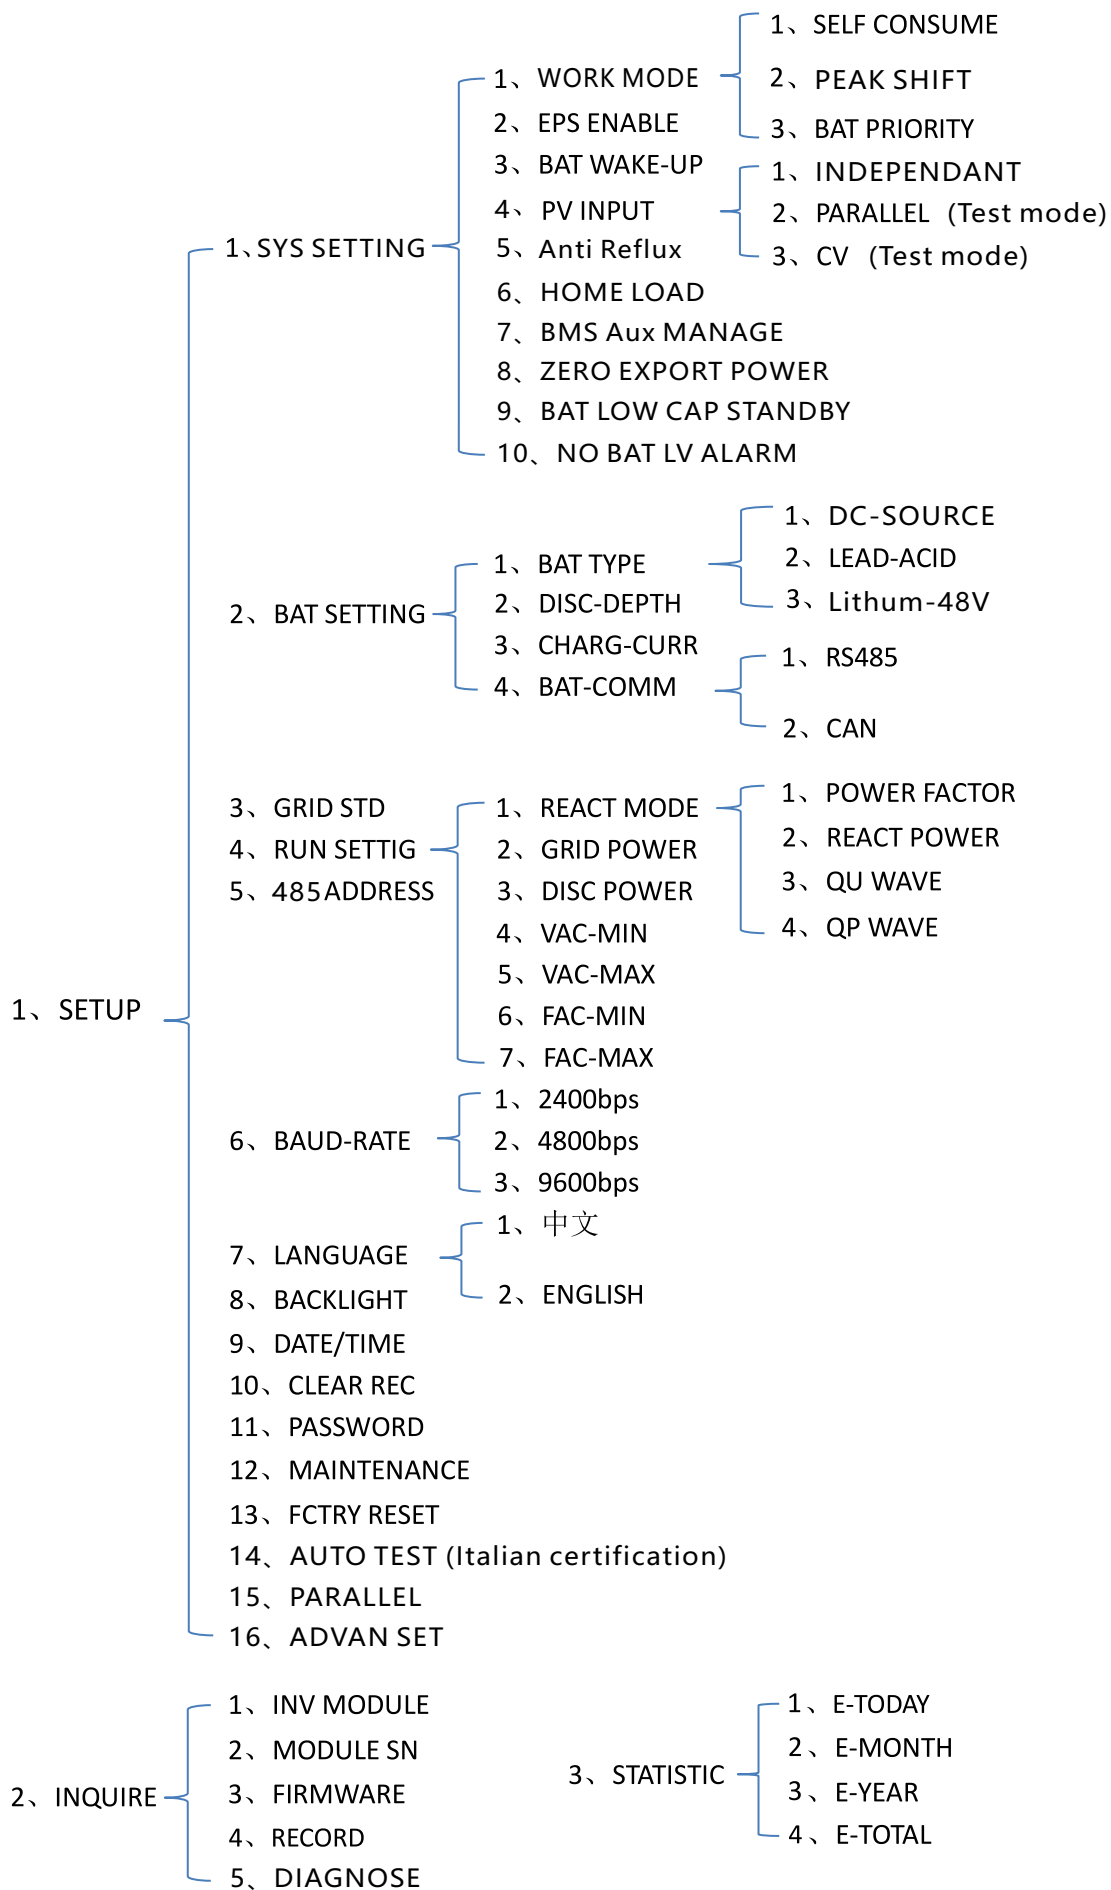 1、SETUP
1、SYS SETTING
1、WORK MODE
1、SELF CONSUME
2、PEAK SHIFT
3、BAT PRIORITY
2、EPS ENABLE
3、BAT WAKE-UP
4、PV INPUT
1、INDEPENDANT
2、PARALLEL (Test mode)
3、CV (Test mode)
5、Anti Reflux
6、HOME LOAD
7、BMS Aux MANAGE
8、ZERO EXPORT POWER
9、BAT LOW CAP STANDBY
10、NO BAT LV ALARM
2、BAT SETTING
1、BAT TYPE
1、DC-SOURCE
2、LEAD-ACID
3、Lithum-48V
2、DISC-DEPTH
3、CHARG-CURR
4、BAT-COMM
1、RS485
2、CAN
3、GRID STD
4、RUN SETTIG
1、REACT MODE
1、POWER FACTOR
2、REACT POWER
3、QU WAVE
4、QP WAVE
2、GRID POWER
3、DISC POWER
4、VAC-MIN
5、VAC-MAX
6、FAC-MIN
7、FAC-MAX
5、485 ADDRESS
6、BAUD-RATE
1、2400bps
2、4800bps
3、9600bps
7、LANGUAGE
1、中文
2、ENGLISH
8、BACKLIGHT
9、DATE/TIME
10、CLEAR REC
11、PASSWORD
12、MAINTENANCE
13、FCTRY RESET
14、AUTO TEST (Italian certification)
15、PARALLEL
16、ADVAN SET
2、INQUIRE
1、INV MODULE
2、MODULE SN
3、FIRMWARE
4、RECORD
5、DIAGNOSE
3、STATISTIC
1、E-TODAY
2、E-MONTH
3、E-YEAR
4、E-TOTAL